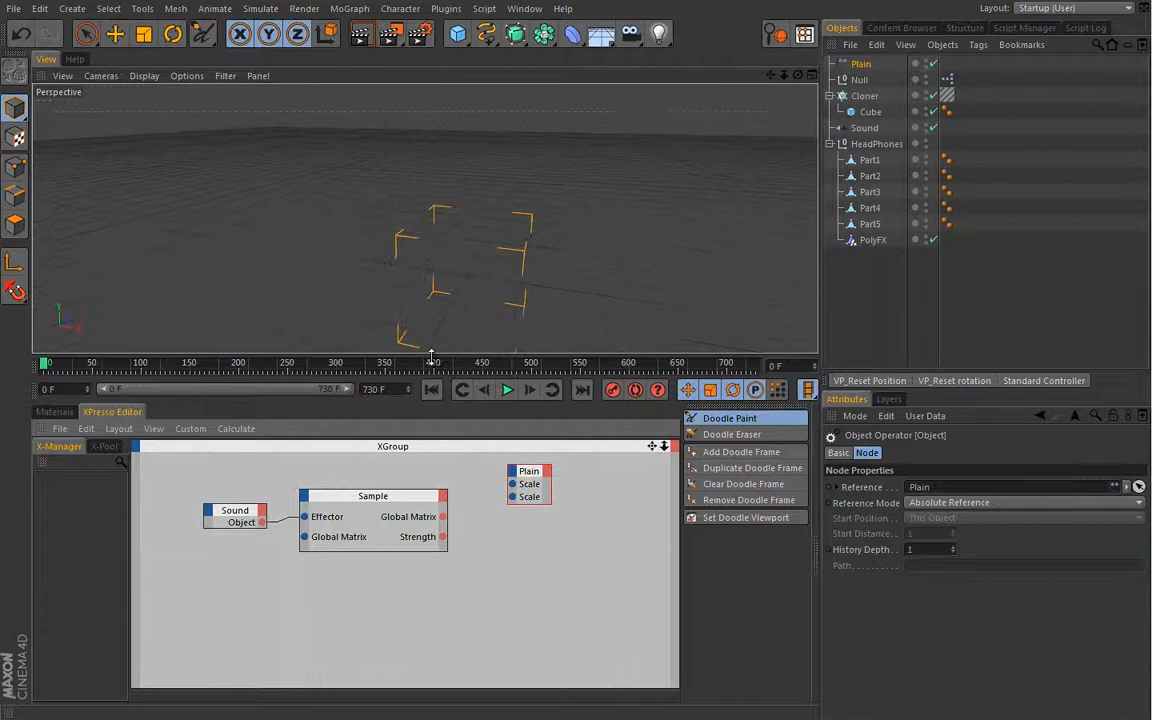 File Edit Create Select Tools Mesh Snap Animate Simulate Render MoGraph Character Plugins Script Window Help
Layout: Startup (User)
Objects Content Browser Structure Script Manager Script Log
View Help
File Edit View Objects Tags Bookmarks
View Cameras Display Options Filter Panel
Perspective
Plain
Null
Cloner
Cube
Sound
HeadPhones
Part1
Part2
Part3
Part4
Part5
PolyFX
Y
X
0 50 100 150 200 250 300 350 400 450 500 550 600 650 700 0 F
0 F 0 F 730 F 730 F
VP_Reset Position VP_Reset rotation Standard Controller
Attributes Layers
Mode Edit User Data
Object Operator [Object]
Basic Node
Node Properties
Reference Plain
Reference Mode Absolute Reference
Start Position This Object
Start Distance. 1
History Depth. 1
Path
Materials XPresso Editor
File Edit Layout View Custom Calculate
X-Manager X-Pool
XGroup
Plain
Scale
Scale
Sample
Effector Global Matrix
Global Matrix Strength
Sound
Object
Doodle Paint
Doodle Eraser
Add Doodle Frame
Duplicate Doodle Frame
Clear Doodle Frame
Remove Doodle Frame
Set Doodle Viewport
MAXON
CINEMA 4D